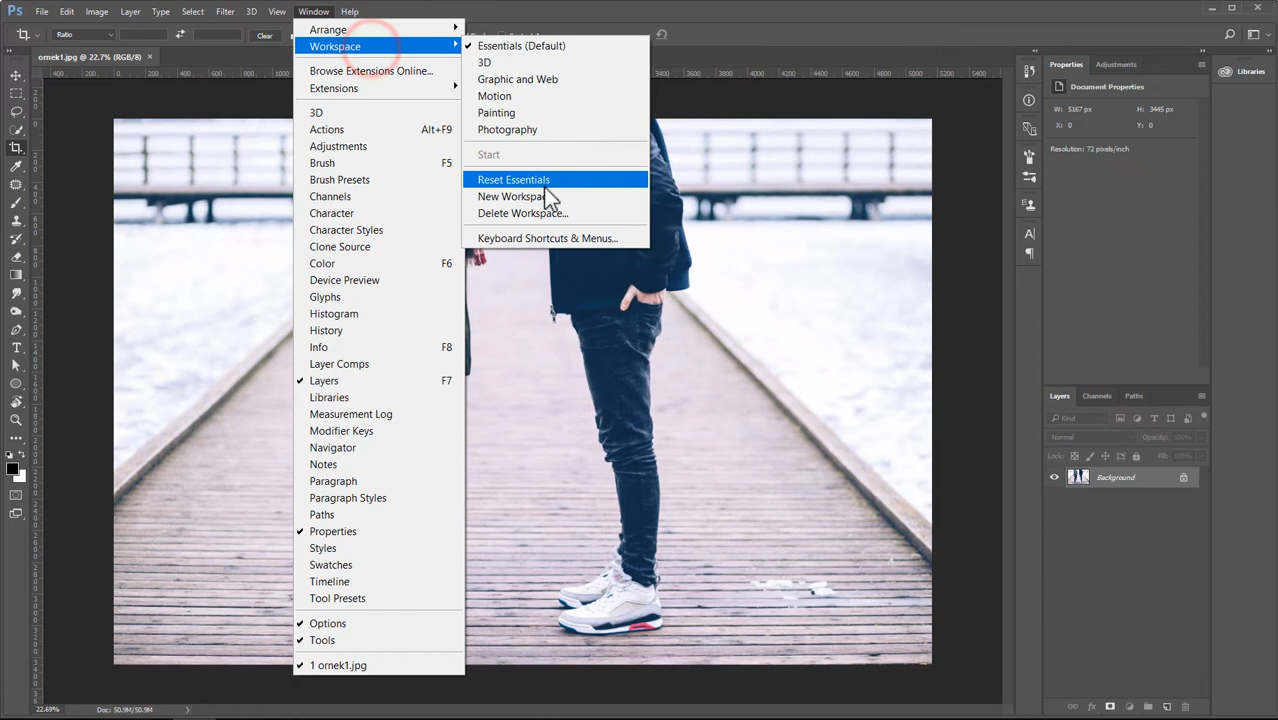 Ps File Edit Image Layer Type Select Filter 3D View Window Help
Ratio Clear
ornek1.jpg @ 22.7% (RGB/8) ×
Arrange
Workspace
Browse Extensions Online...
Extensions
3D
Actions Alt+F9
Adjustments
Brush F5
Brush Presets
Channels
Character
Character Styles
Clone Source
Color F6
Device Preview
Glyphs
Histogram
History
Info F8
Layer Comps
Layers F7
Libraries
Measurement Log
Modifier Keys
Navigator
Notes
Paragraph
Paragraph Styles
Paths
Properties
Styles
Swatches
Timeline
Tool Presets
Options
Tools
1 ornek1.jpg
Essentials (Default)
3D
Graphic and Web
Motion
Painting
Photography
Start
Reset Essentials
New
Delete Workspace...
Keyboard Shortcuts & Menus...
Properties Adjustments
Document Properties
W: 5167 px H: 3445 px
X: 0 Y: 0
Resolution: 72 pixels/inch
Libraries
Layers Channels Paths
Kind
Normal Opacity: 100%
Lock: Fill: 100%
Background
22.69% Doc: 50.9M/50.9M